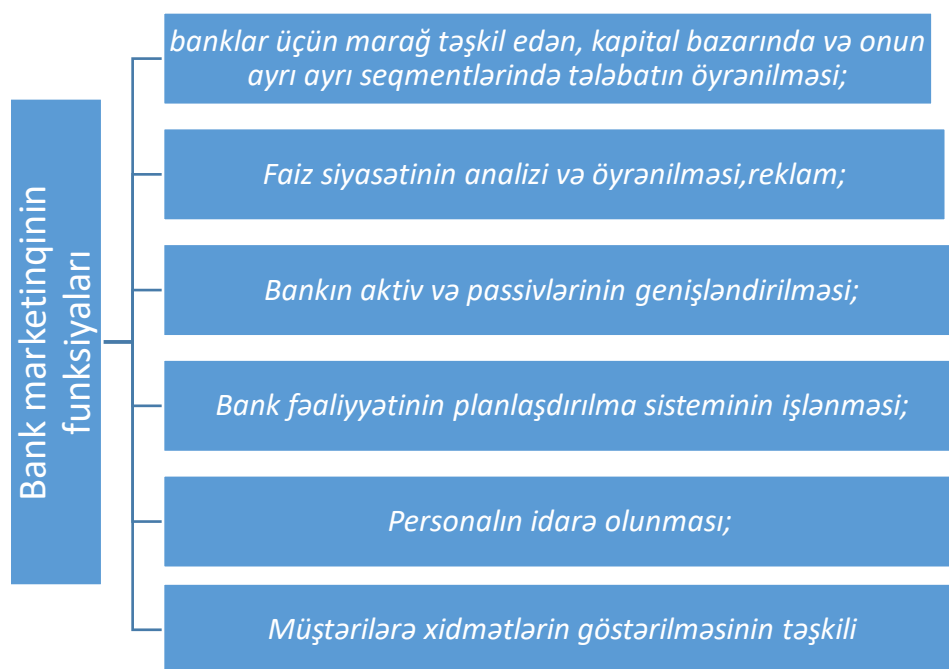 Bank marketinqinin
funksiyaları
banklar üçün marağ təşkil edən, kapital bazarında və onun
ayrı ayrı seqmentlərində tələbatın öyrənilməsi;
Faiz siyasətinin analizi və öyrənilməsi,reklam;
Bankın aktiv və passivlərinin genişləndirilməsi;
Bank fəaliyyətinin planlaşdırılma sisteminin işlənməsi;
Personalın idarə olunması;
Müştərilərə xidmətlərin göstərilməsinin təşkili